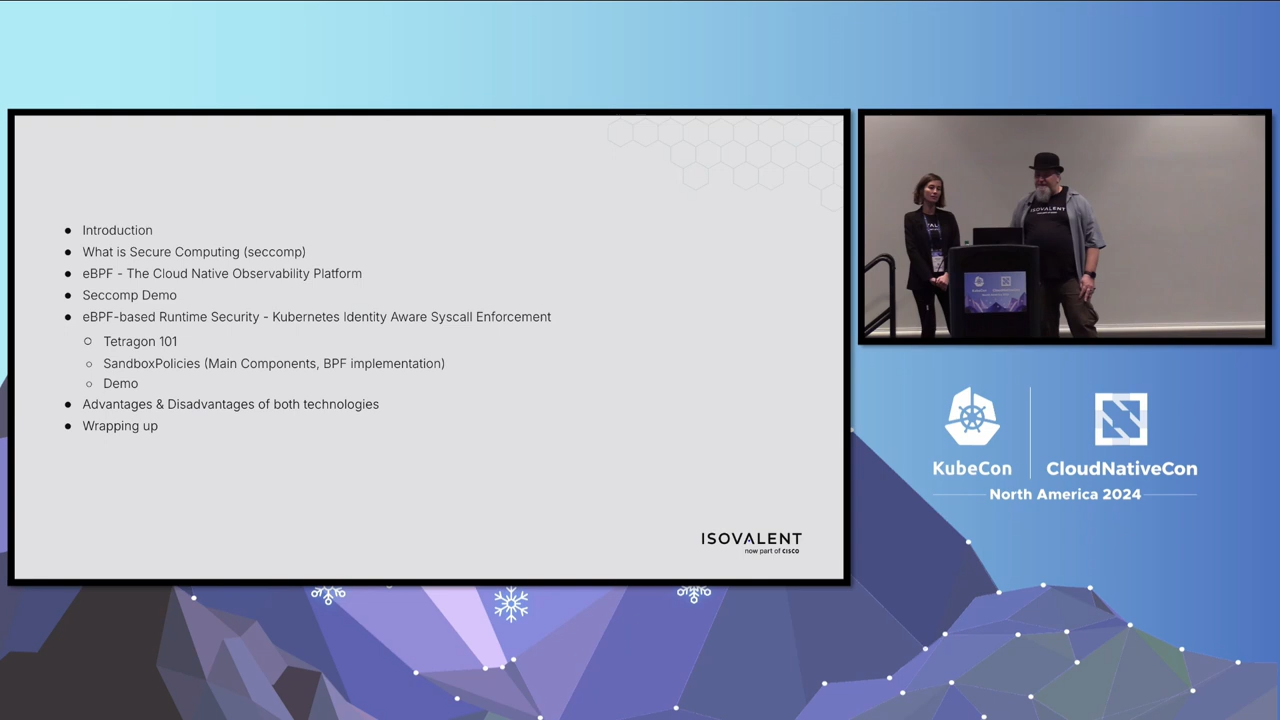 Introduction
What is Secure Computing (seccomp)
eBPF - The Cloud Native Observability Platform
Seccomp Demo
eBPF-based Runtime Security - Kubernetes Identity Aware Syscall Enforcement
Tetragon 101
SandboxPolicies (Main Components, BPF implementation)
Demo
Advantages & Disadvantages of both technologies
Wrapping up
ISOVALENT
now part of CISCO
ISOVALENT
KubeCon
CloudNativeCon
North America 2024